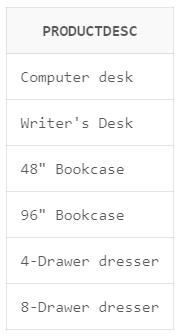 PRODUCTDESC
Computer desk
Writer's Desk
48" Bookcase
96" Bookcase
4-Drawer dresser
8-Drawer dresser